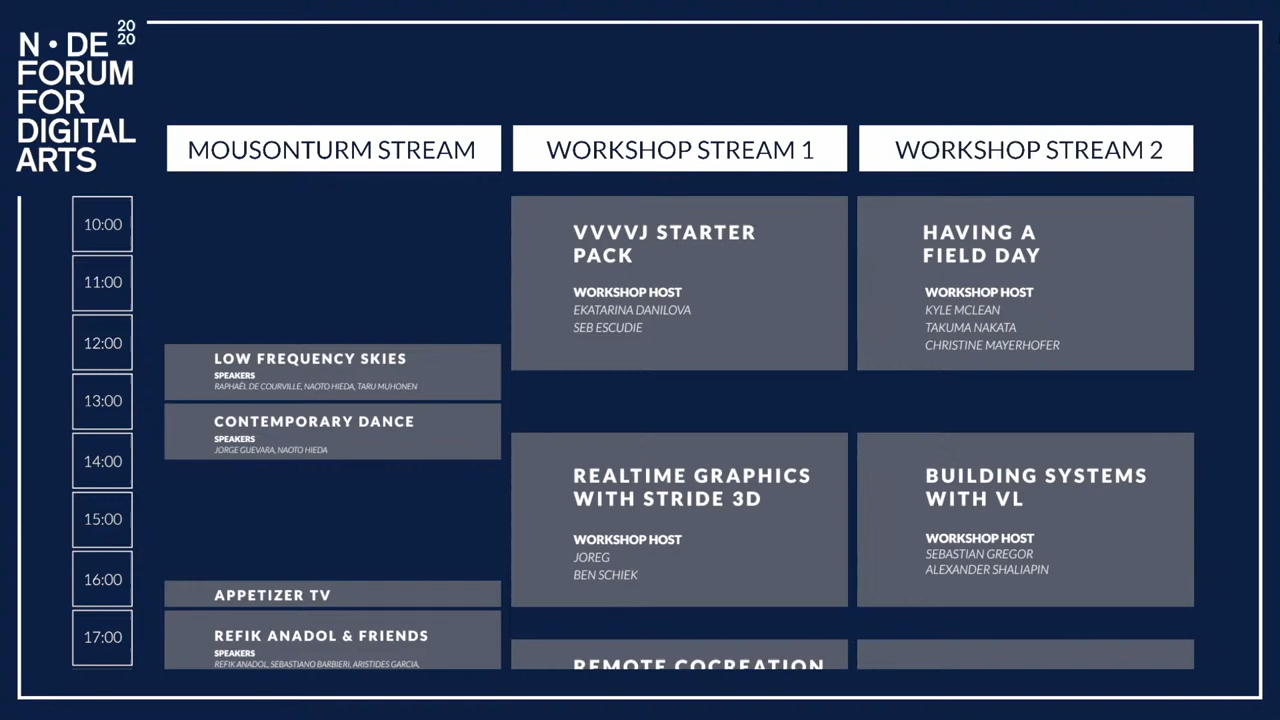 N • DE 20 20
FORUM
FOR
DIGITAL
ARTS
MOUSONTURM STREAM
WORKSHOP STREAM 1
WORKSHOP STREAM 2
10:00
11:00
12:00
13:00
14:00
15:00
16:00
17:00
LOW FREQUENCY SKIES
SPEAKERS
RAPHAËL DE COURVILLE, NAOTO HIEDA, TARU MUHONEN
CONTEMPORARY DANCE
SPEAKERS
JORGE GUEVARA, NAOTO HIEDA
APPETIZER TV
REFIK ANADOL & FRIENDS
SPEAKERS
REFIK ANADOL, SEBASTIANO BARBIERI, ARISTIDES GARCIA,
VVVVJ STARTER
PACK
WORKSHOP HOST
EKATARINA DANILOVA
SEB ESCUDIE
REALTIME GRAPHICS
WITH STRIDE 3D
WORKSHOP HOST
JOREG
BEN SCHIEK
REMOTE COCREATION
HAVING A
FIELD DAY
WORKSHOP HOST
KYLE MCLEAN
TAKUMA NAKATA
CHRISTINE MAYERHOFER
BUILDING SYSTEMS
WITH VL
WORKSHOP HOST
SEBASTIAN GREGOR
ALEXANDER SHALIAPIN